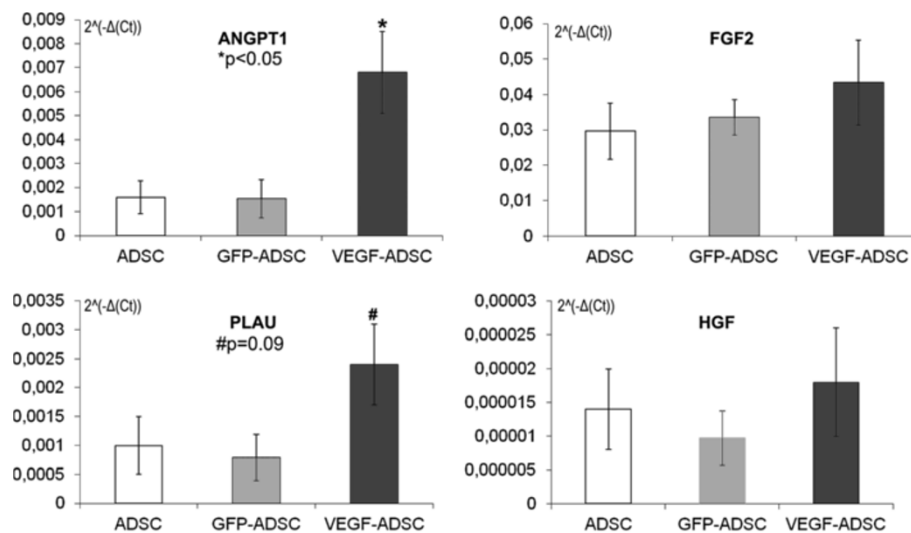 0,009
2^(-Δ(Ct))
0,008
ANGPT1
*
0,007
*p<0.05
0,006
0,005
0,004
0,003
0,002
0,001
0
ADSC GFP-ADSC VEGF-ADSC
0,06
2^(-Δ(Ct))
FGF2
0,05
0,04
0,03
0,02
0,01
0
ADSC GFP-ADSC VEGF-ADSC
0,0035
2^(-Δ(Ct))
PLAU
#
0,003
#p=0.09
0,0025
0,002
0,0015
0,001
0,0005
0
ADSC GFP-ADSC VEGF-ADSC
0,00003
2^(-Δ(Ct))
HGF
0,000025
0,00002
0,000015
0,00001
0,000005
0
ADSC GFP-ADSC VEGF-ADSC